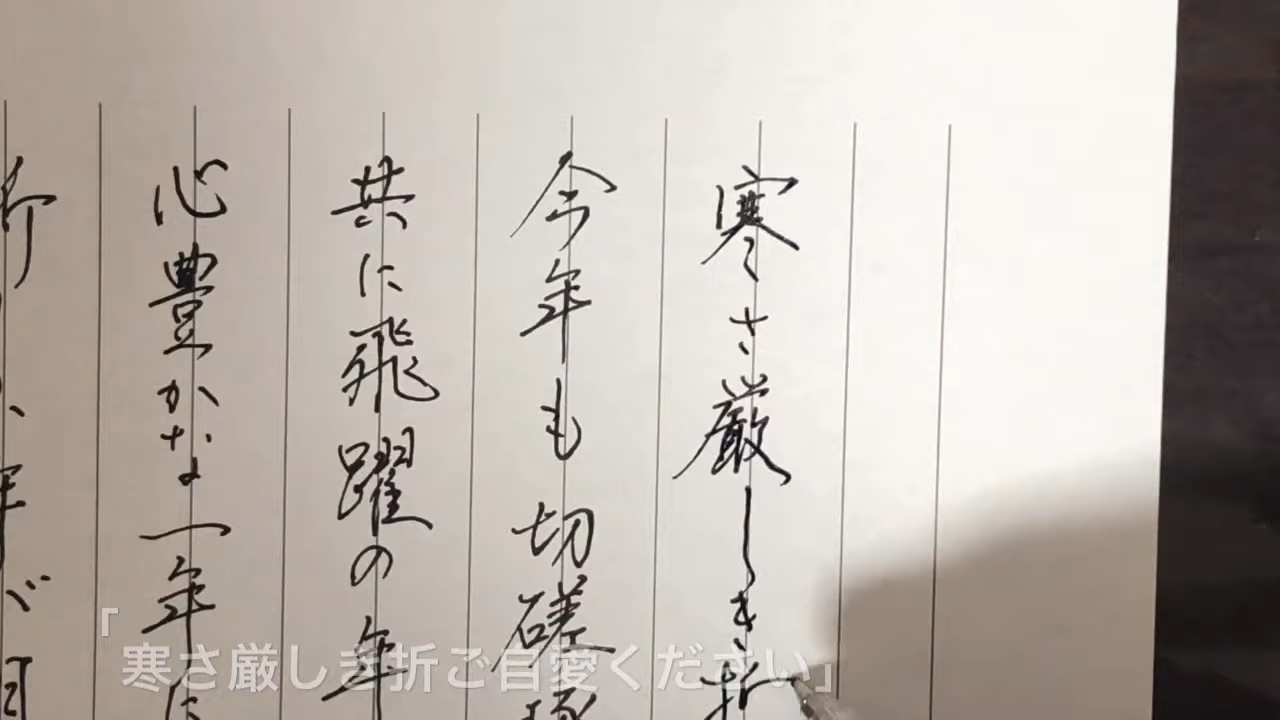 寒さ厳しき折
今年も切磋琢
共に飛躍の年
心豊かな一年に
「寒さ厳しき折ご自愛ください」